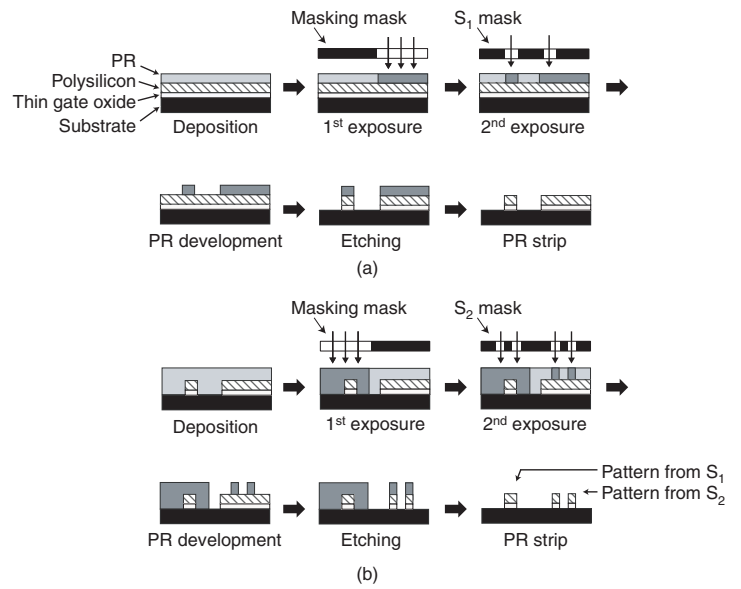 Masking mask
S1 mask
PR
Polysilicon
Thin gate oxide
Substrate
Deposition
1st exposure
2nd exposure
PR development
Etching
PR strip
(a)
Masking mask
S2 mask
Deposition
1st exposure
2nd exposure
Pattern from S1
Pattern from S2
PR development
Etching
PR strip
(b)